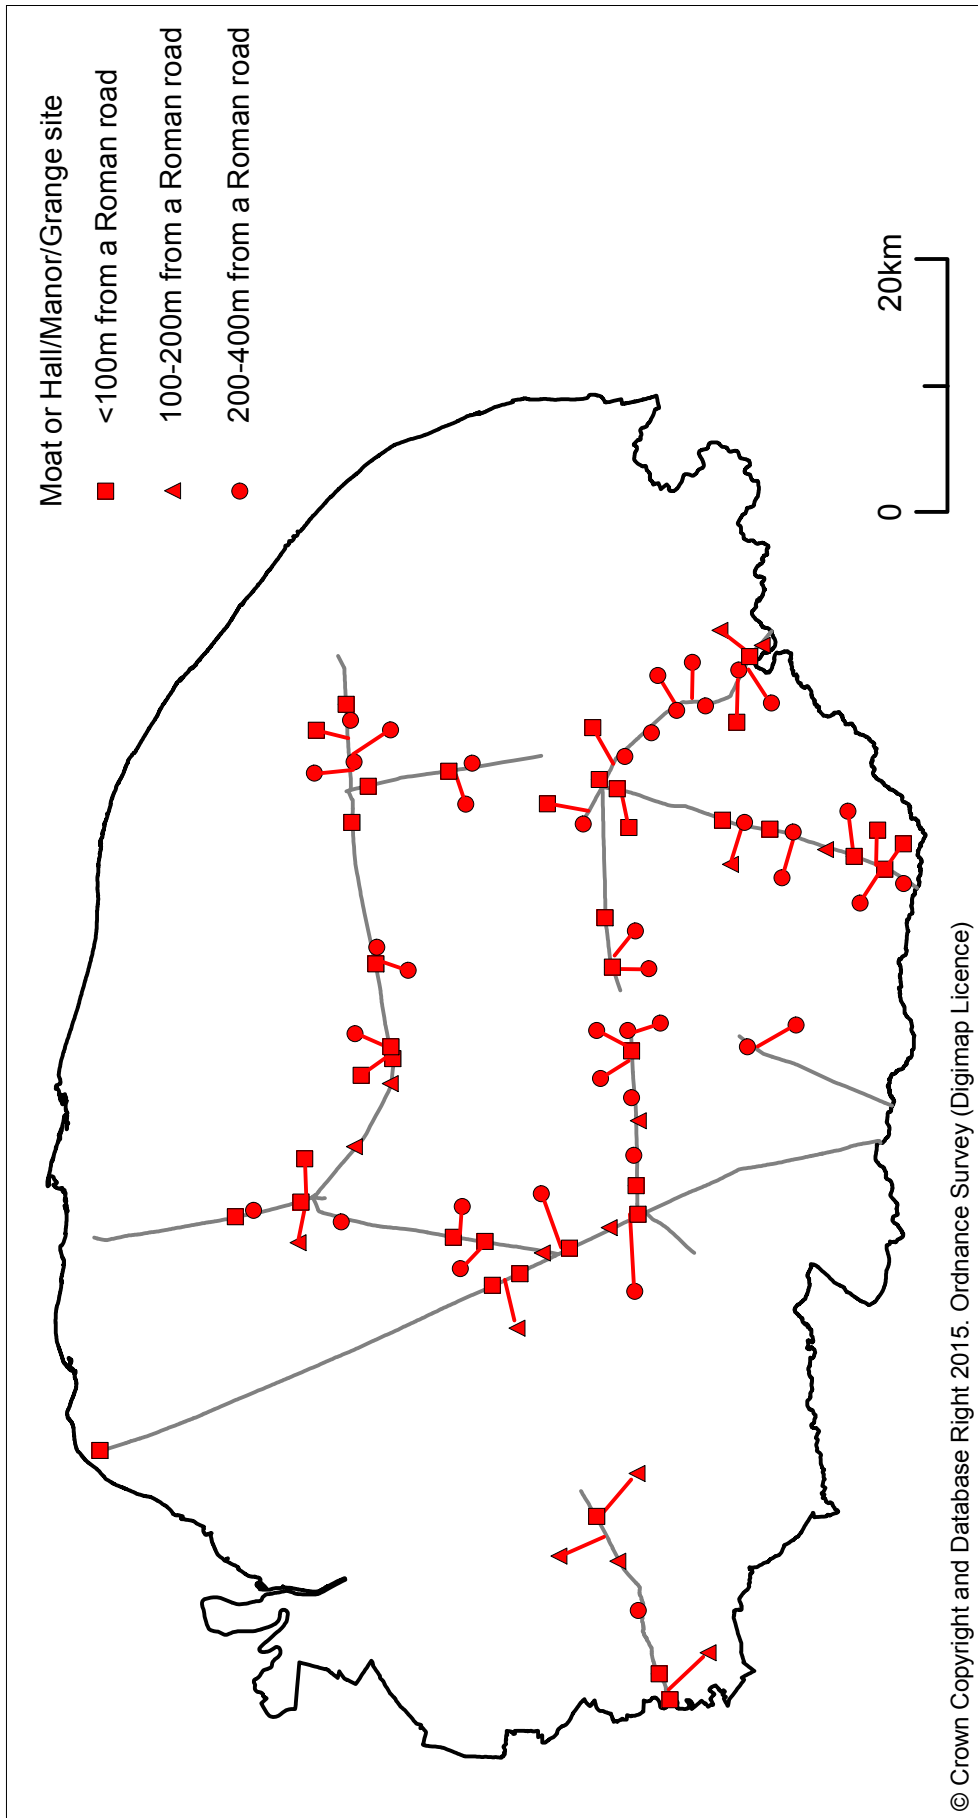 Moat or Hall/Manor/Grange site
<100m from a Roman road
100-200m from a Roman road
200-400m from a Roman road
0
20km
© Crown Copyright and Database Right 2015. Ordnance Survey (Digimap Licence)